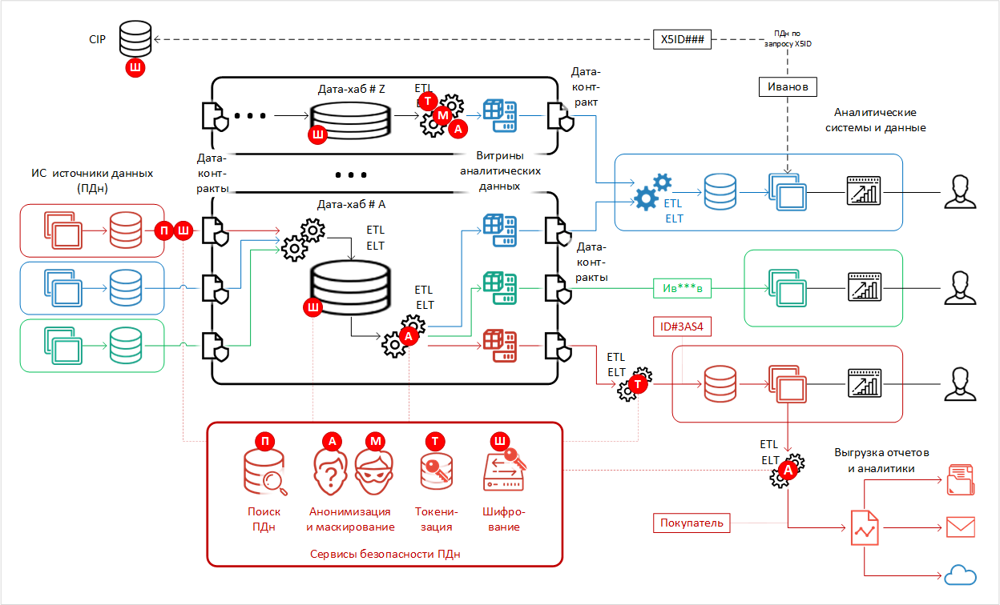 CIP
X5ID###
ПДн по
запросу X5ID
Ш
Иванов
Дата-хаб # Z
ETL
E
Т
М
А
Ш
Дата-
конт-
ракт
Аналитические
системы и данные
Дата-
конт-
ракты
Витрины
аналитических
данных
ИС источники данных
(ПДн)
Дата-хаб # A
ETL
ELT
ETL
ELT
П
Ш
Дата-
конт-
ракты
Ив***в
Ш
ETL
ELT
А
ID#3AS4
ETL
ELT
Т
П
А
М
Т
Ш
Поиск
ПДн
Анонимизация
и маскирование
Токени-
зация
Шифро-
вание
Сервисы безопасности ПДн
ETL
ELT
А
Выгрузка отчетов
и аналитики
Покупатель